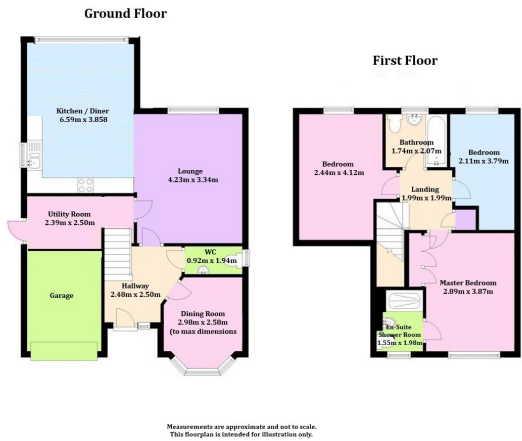 Ground Floor
First Floor
Kitchen / Diner
6.59m x 3.858
Lounge
4.23m x 3.34m
Utility Room
2.39m x 2.50m
WC
0.92m x 1.94m
Garage
Hallway
2.48m x 2.50m
Dining Room
2.98m x 2.58m
(to max dimensions
Bedroom
2.44m x 4.12m
Bathroom
1.74m x 2.07m
Bedroom
2.11m x 3.79m
Landing
1.99m x 1.99m
Master Bedroom
2.89m x 3.87m
En-Suite
Shower Room
1.55m x 1.98m
Measurements are approximate and not to scale.
This floorplan is intended for illustration only.